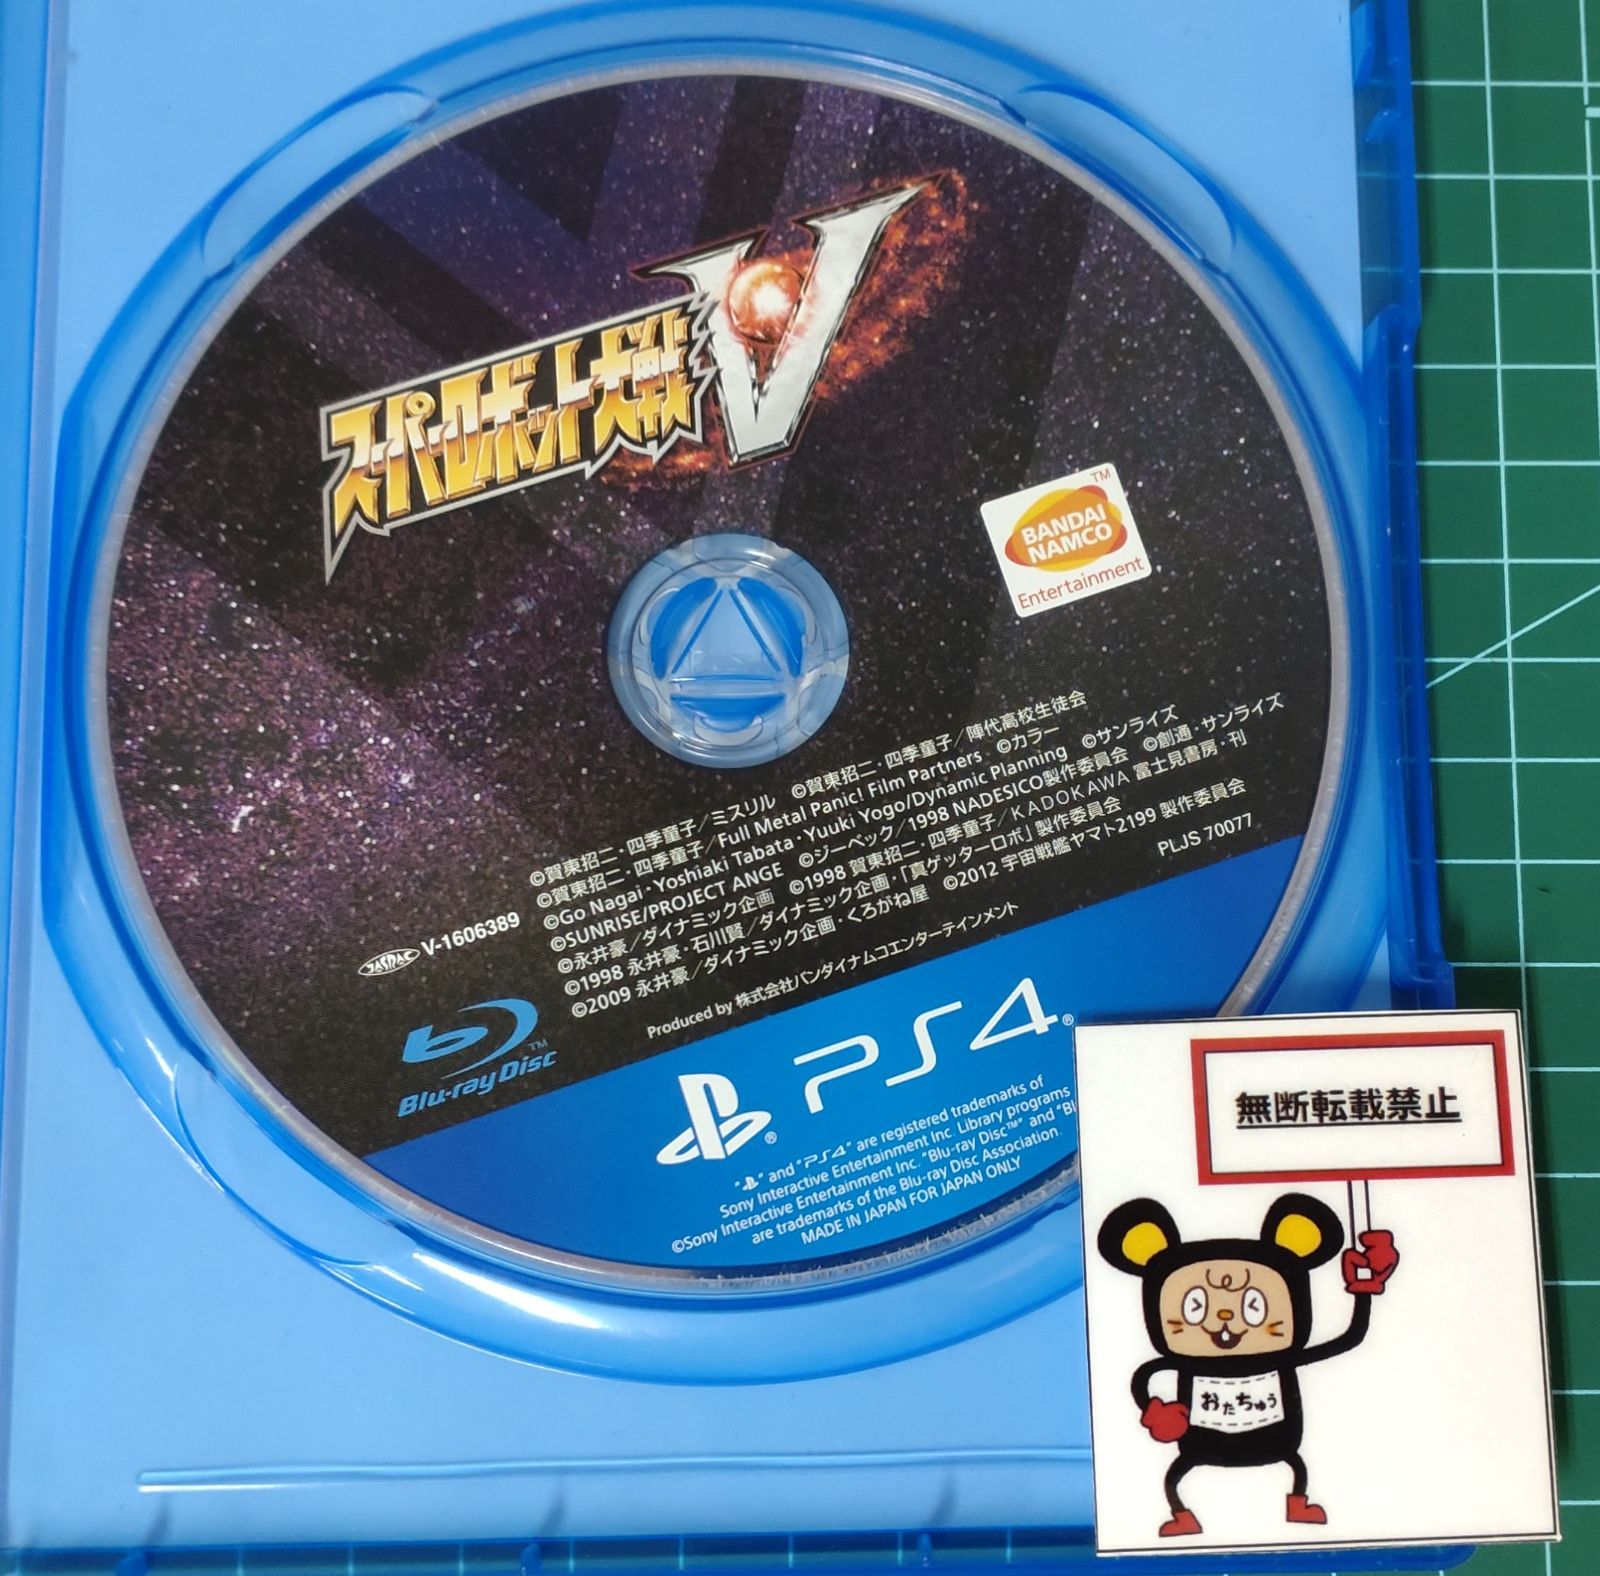 スーパーロボット大戦V
BANDAI
NAMCO
Entertainment
TM
©賀東招二・四季童子/ミスリル ©賀東招二・四季童子/陣代高校生徒会
©賀東招二・四季童子/Full Metal Panic! Film Partners ©カラー
©Go Nagai・Yoshiaki Tabata・Yuuki Yogo/Dynamic Planning ©サンライズ
©SUNRISE/PROJECT ANGE ©ジーベック/1998 NADESICO製作委員会 ©創通・サンライズ
©永井豪/ダイナミック企画 ©1998 賀東招二・四季童子/KADOKAWA 富士見書房・刊
©1998 永井豪・石川賢/ダイナミック企画・「真ゲッターロボ」製作委員会
©2009 永井豪/ダイナミック企画・くろがね屋 ©2012 宇宙戦艦ヤマト2199 製作委員会
JASRAC V-1606389
Produced by 株式会社バンダイナムコエンターテインメント
PLJS 70077
Blu-ray Disc™
PS4®
" " and "PS4" are registered trademarks of
Sony Interactive Entertainment Inc. Library programs
©Sony Interactive Entertainment Inc. "Blu-ray Disc™" and "Bl
are trademarks of the Blu-ray Disc Association.
MADE IN JAPAN FOR JAPAN ONLY
無断転載禁止
おたちゅう